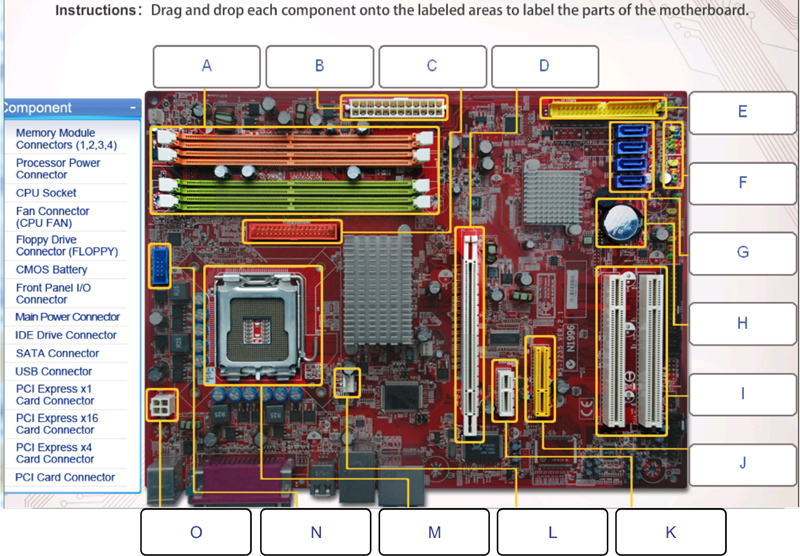 Instructions: Drag and drop each component onto the labeled areas to label the parts of the motherboard.
A
B
C
D
Component -
Memory Module
Connectors (1,2,3,4)
Processor Power
Connector
CPU Socket
Fan Connector
(CPU FAN)
Floppy Drive
Connector (FLOPPY)
CMOS Battery
Front Panel I/O
Connector
Main Power Connector
IDE Drive Connector
SATA Connector
USB Connector
PCI Express x1
Card Connector
PCI Express x16
Card Connector
PCI Express x4
Card Connector
PCI Card Connector
E
F
G
H
I
J
N1996
O
N
M
L
K